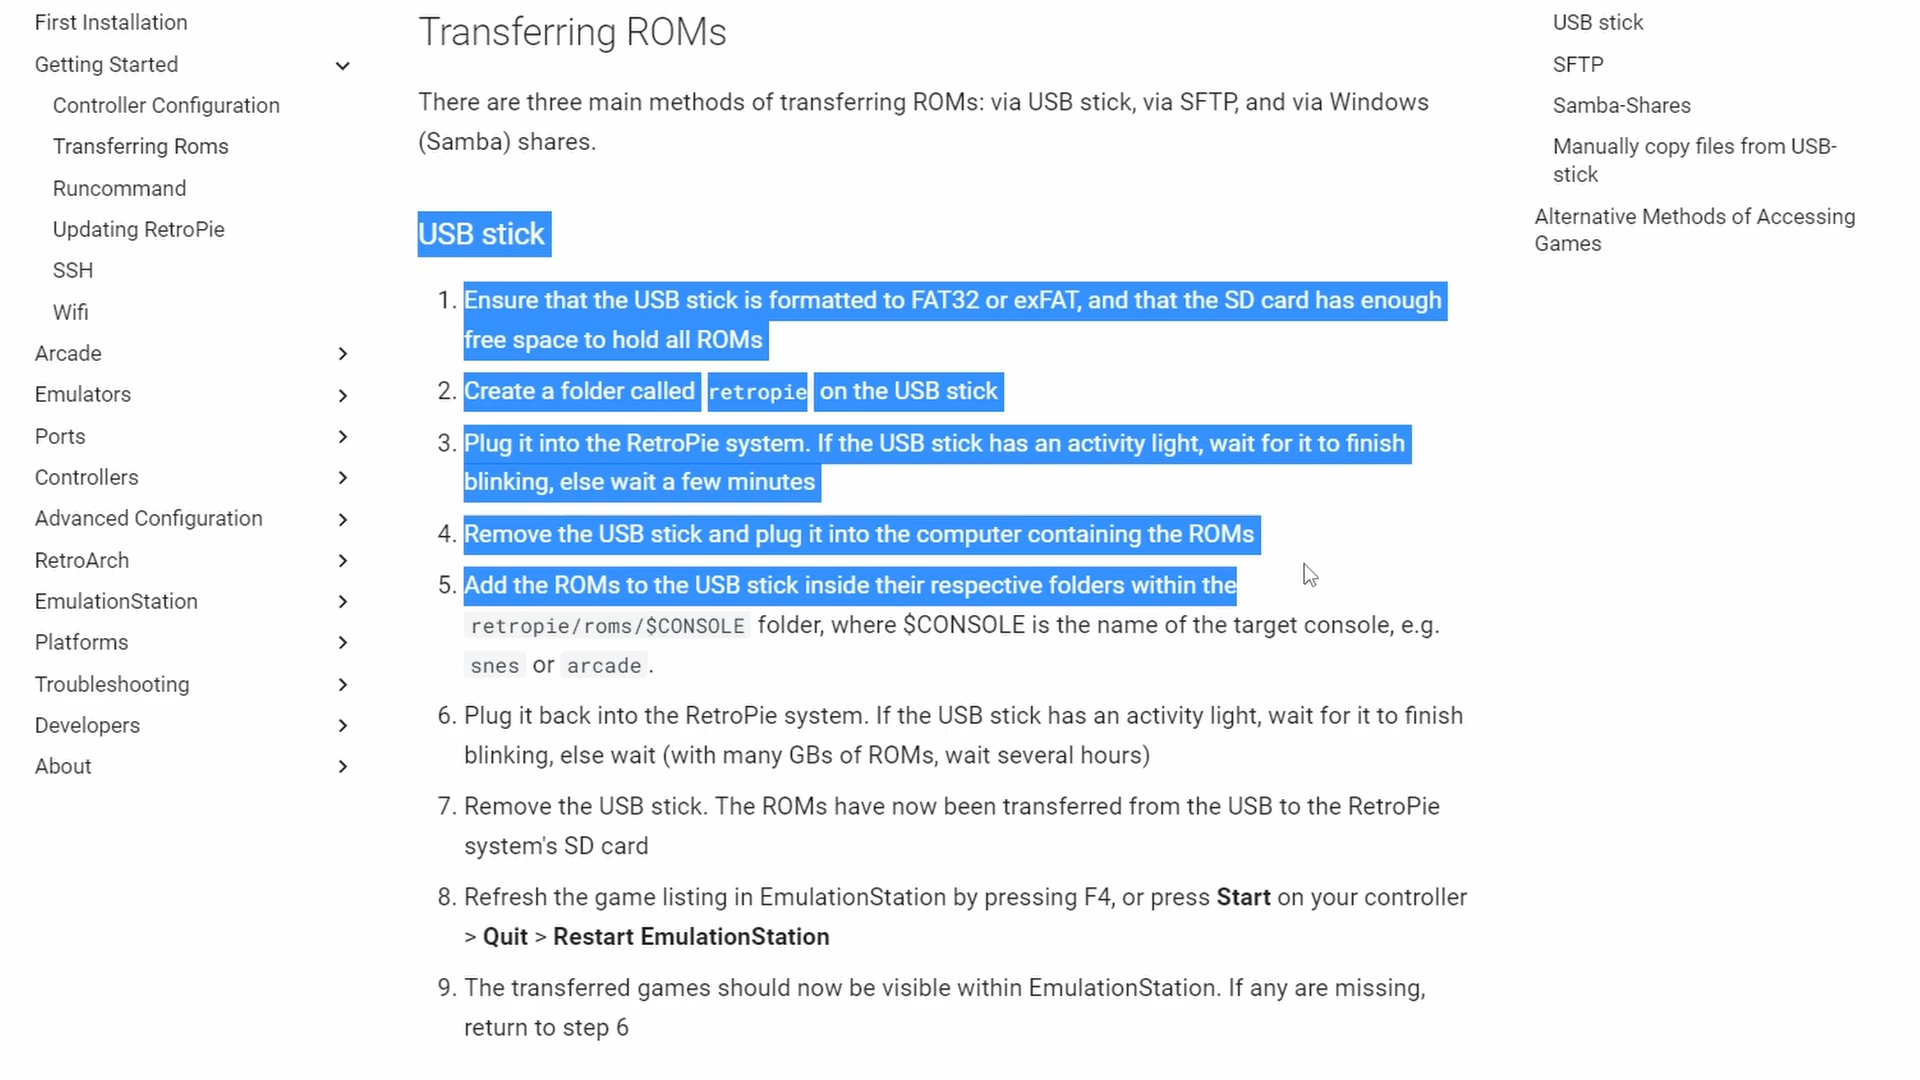 First Installation
Getting Started
Controller Configuration
Transferring Roms
Runcommand
Updating RetroPie
SSH
Wifi
Arcade
Emulators
Ports
Controllers
Advanced Configuration
RetroArch
EmulationStation
Platforms
Troubleshooting
Developers
About
Transferring ROMs
There are three main methods of transferring ROMs: via USB stick, via SFTP, and via Windows
(Samba) shares.
USB stick
1. Ensure that the USB stick is formatted to FAT32 or exFAT, and that the SD card has enough
free space to hold all ROMs
2. Create a folder called retropie on the USB stick
3. Plug it into the RetroPie system. If the USB stick has an activity light, wait for it to finish
blinking, else wait a few minutes
4. Remove the USB stick and plug it into the computer containing the ROMs
5. Add the ROMs to the USB stick inside their respective folders within the
retropie/roms/$CONSOLE folder, where $CONSOLE is the name of the target console, e.g.
snes or arcade.
6. Plug it back into the RetroPie system. If the USB stick has an activity light, wait for it to finish
blinking, else wait (with many GBs of ROMs, wait several hours)
7. Remove the USB stick. The ROMs have now been transferred from the USB to the RetroPie
system's SD card
8. Refresh the game listing in EmulationStation by pressing F4, or press Start on your controller
> Quit > Restart EmulationStation
9. The transferred games should now be visible within EmulationStation. If any are missing,
return to step 6
USB stick
SFTP
Samba-Shares
Manually copy files from USB-
stick
Alternative Methods of Accessing
Games